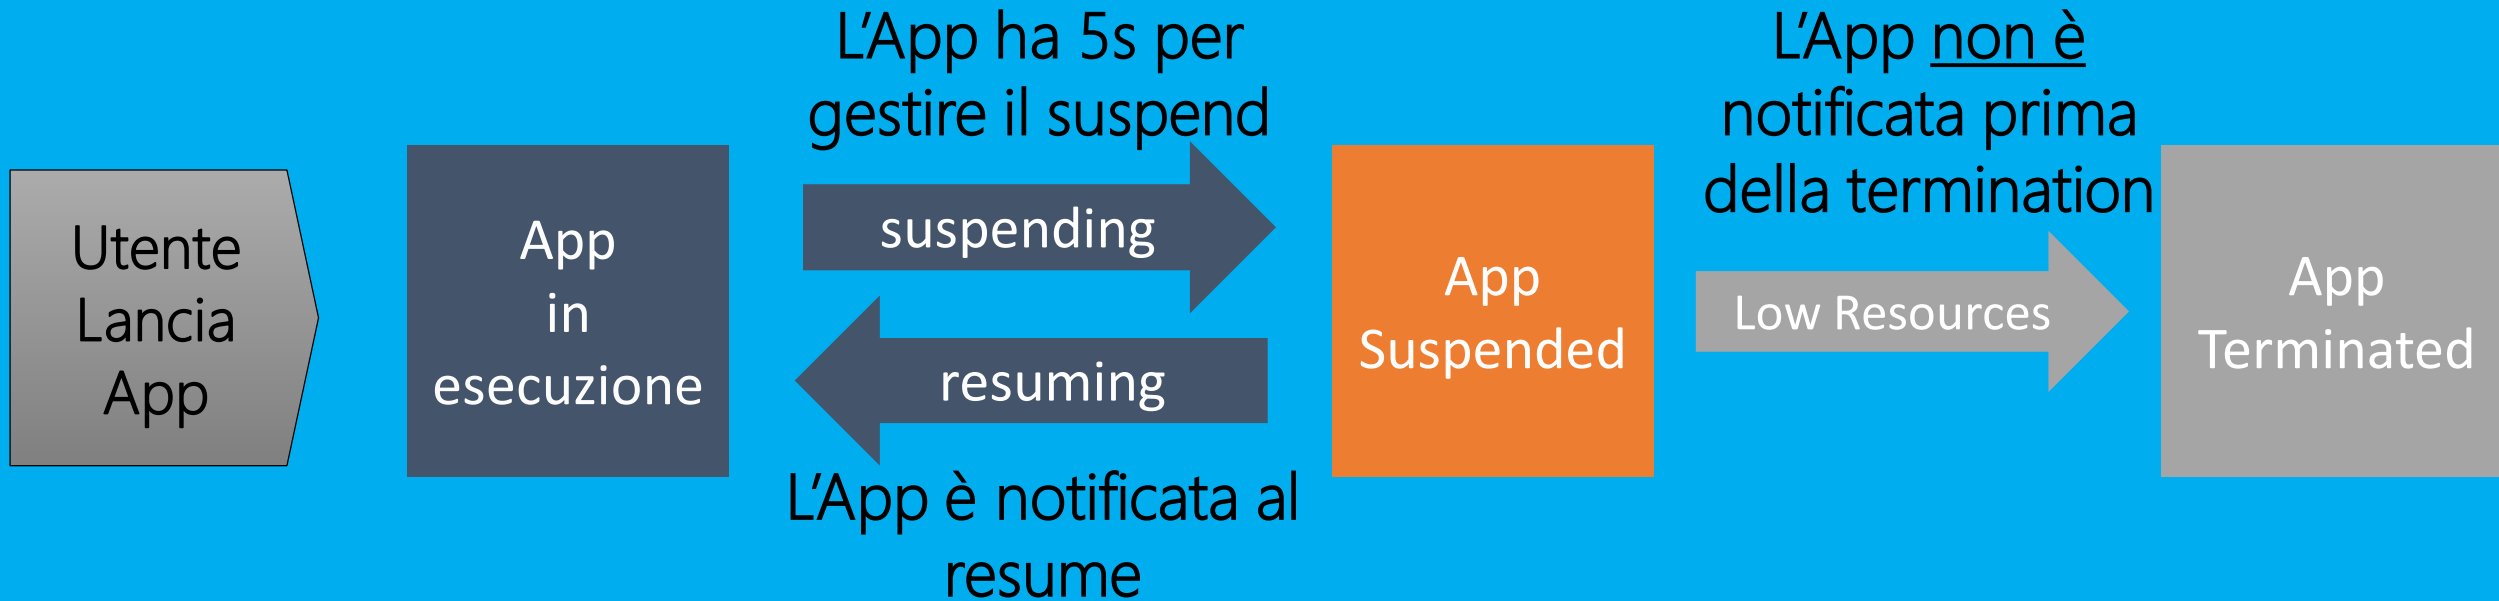 Utente
Lancia
App
App
in
esecuzione
L'App ha 5s per
gestire il suspend
suspending
resuming
L'App è notificata al
resume
App
Suspended
L'App non è
notificata prima
della termination
Low Resources
App
Terminated